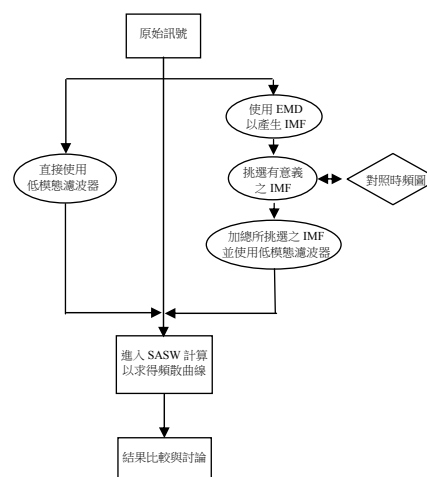 原始訊號
使用 EMD
以產生 IMF
直接使用
低模態濾波器
挑選有意義
之 IMF
對照時頻圖
加總所挑選之 IMF
並使用低模態濾波器
進入 SASW 計算
以求得頻散曲線
結果比較與討論